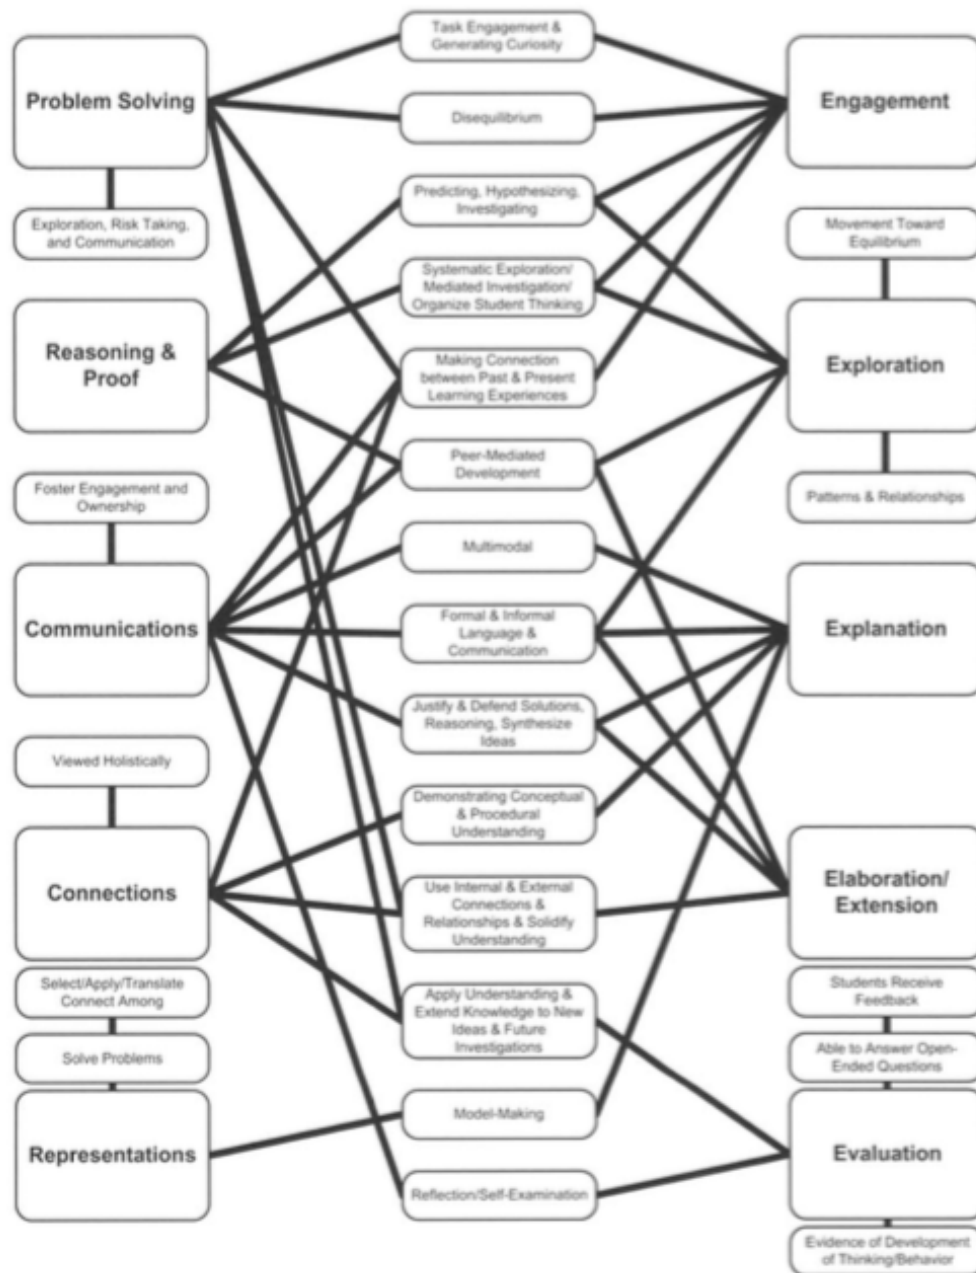 Problem Solving
Exploration, Risk Taking,
and Communication
Reasoning &
Proof
Foster Engagement and
Ownership
Communications
Viewed Holistically
Connections
Select/Apply/Translate
Connect Among
Solve Problems
Representations
Task Engagement &
Generating Curiosity
Disequilibrium
Predicting, Hypothesizing,
Investigating
Systematic Exploration/
Mediated Investigation/
Organize Student Thinking
Making Connection
between Past & Present
Learning Experiences
Peer-Mediated
Development
Multimodal
Formal & Informal
Language &
Communication
Justify & Defend Solutions,
Reasoning, Synthesize
Ideas
Demonstrating Conceptual
& Procedural
Understanding
Use Internal & External
Connections &
Relationships & Solidify
Understanding
Apply Understanding &
Extend Knowledge to New
Ideas & Future
Investigations
Model-Making
Reflection/Self-Examination
Engagement
Movement Toward
Equilibrium
Exploration
Patterns & Relationships
Explanation
Elaboration/
Extension
Students Receive
Feedback
Able to Answer Open-
Ended Questions
Evaluation
Evidence of Development
of Thinking/Behavior